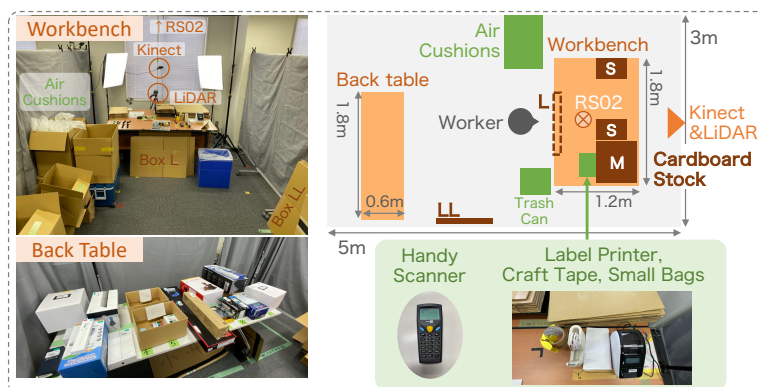 Workbench
↑RS02
Kinect
Air
Cushions
LiDAR
Box L
Box LL
Back Table
Air
Cushions
3m
Workbench
S
Back table
1.8m
L
RS02
1.8m
Kinect
&LiDAR
Worker
S
M
Cardboard
Stock
0.6m
LL
Trash
Can
1.2m
5m
Handy
Scanner
Label Printer,
Craft Tape, Small Bags